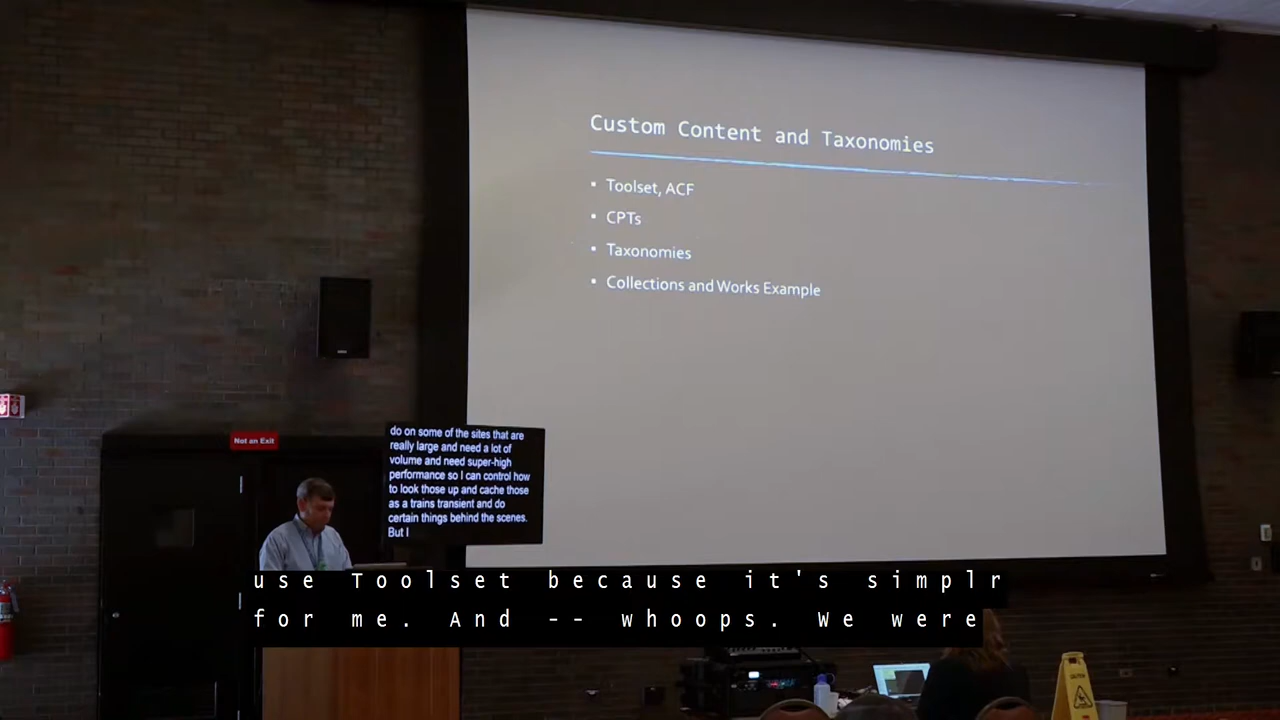 Custom Content and Taxonomies
▪ Toolset, ACF
▪ CPTs
▪ Taxonomies
▪ Collections and Works Example
Not an Exit
do on some of the sites that are
really large and need a lot of
volume and need super-high
performance so I can control how
to look those up and cache those
as a trains transient and do
certain things behind the scenes.
But I
use Toolset because it's simplr
for me. And -- whoops. We were
CAUTION